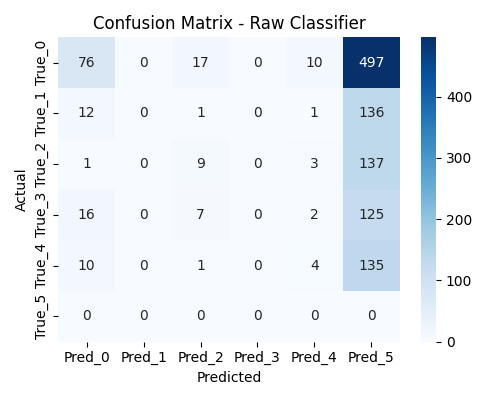 Confusion Matrix - Raw Classifier
True_0 76 0 17 0 10 497
True_1 12 0 1 0 1 136
True_2 1 0 9 0 3 137
True_3 16 0 7 0 2 125
True_4 10 0 1 0 4 135
True_5 0 0 0 0 0 0
Pred_0 Pred_1 Pred_2 Pred_3 Pred_4 Pred_5
Predicted
Actual
400
300
200
100
0